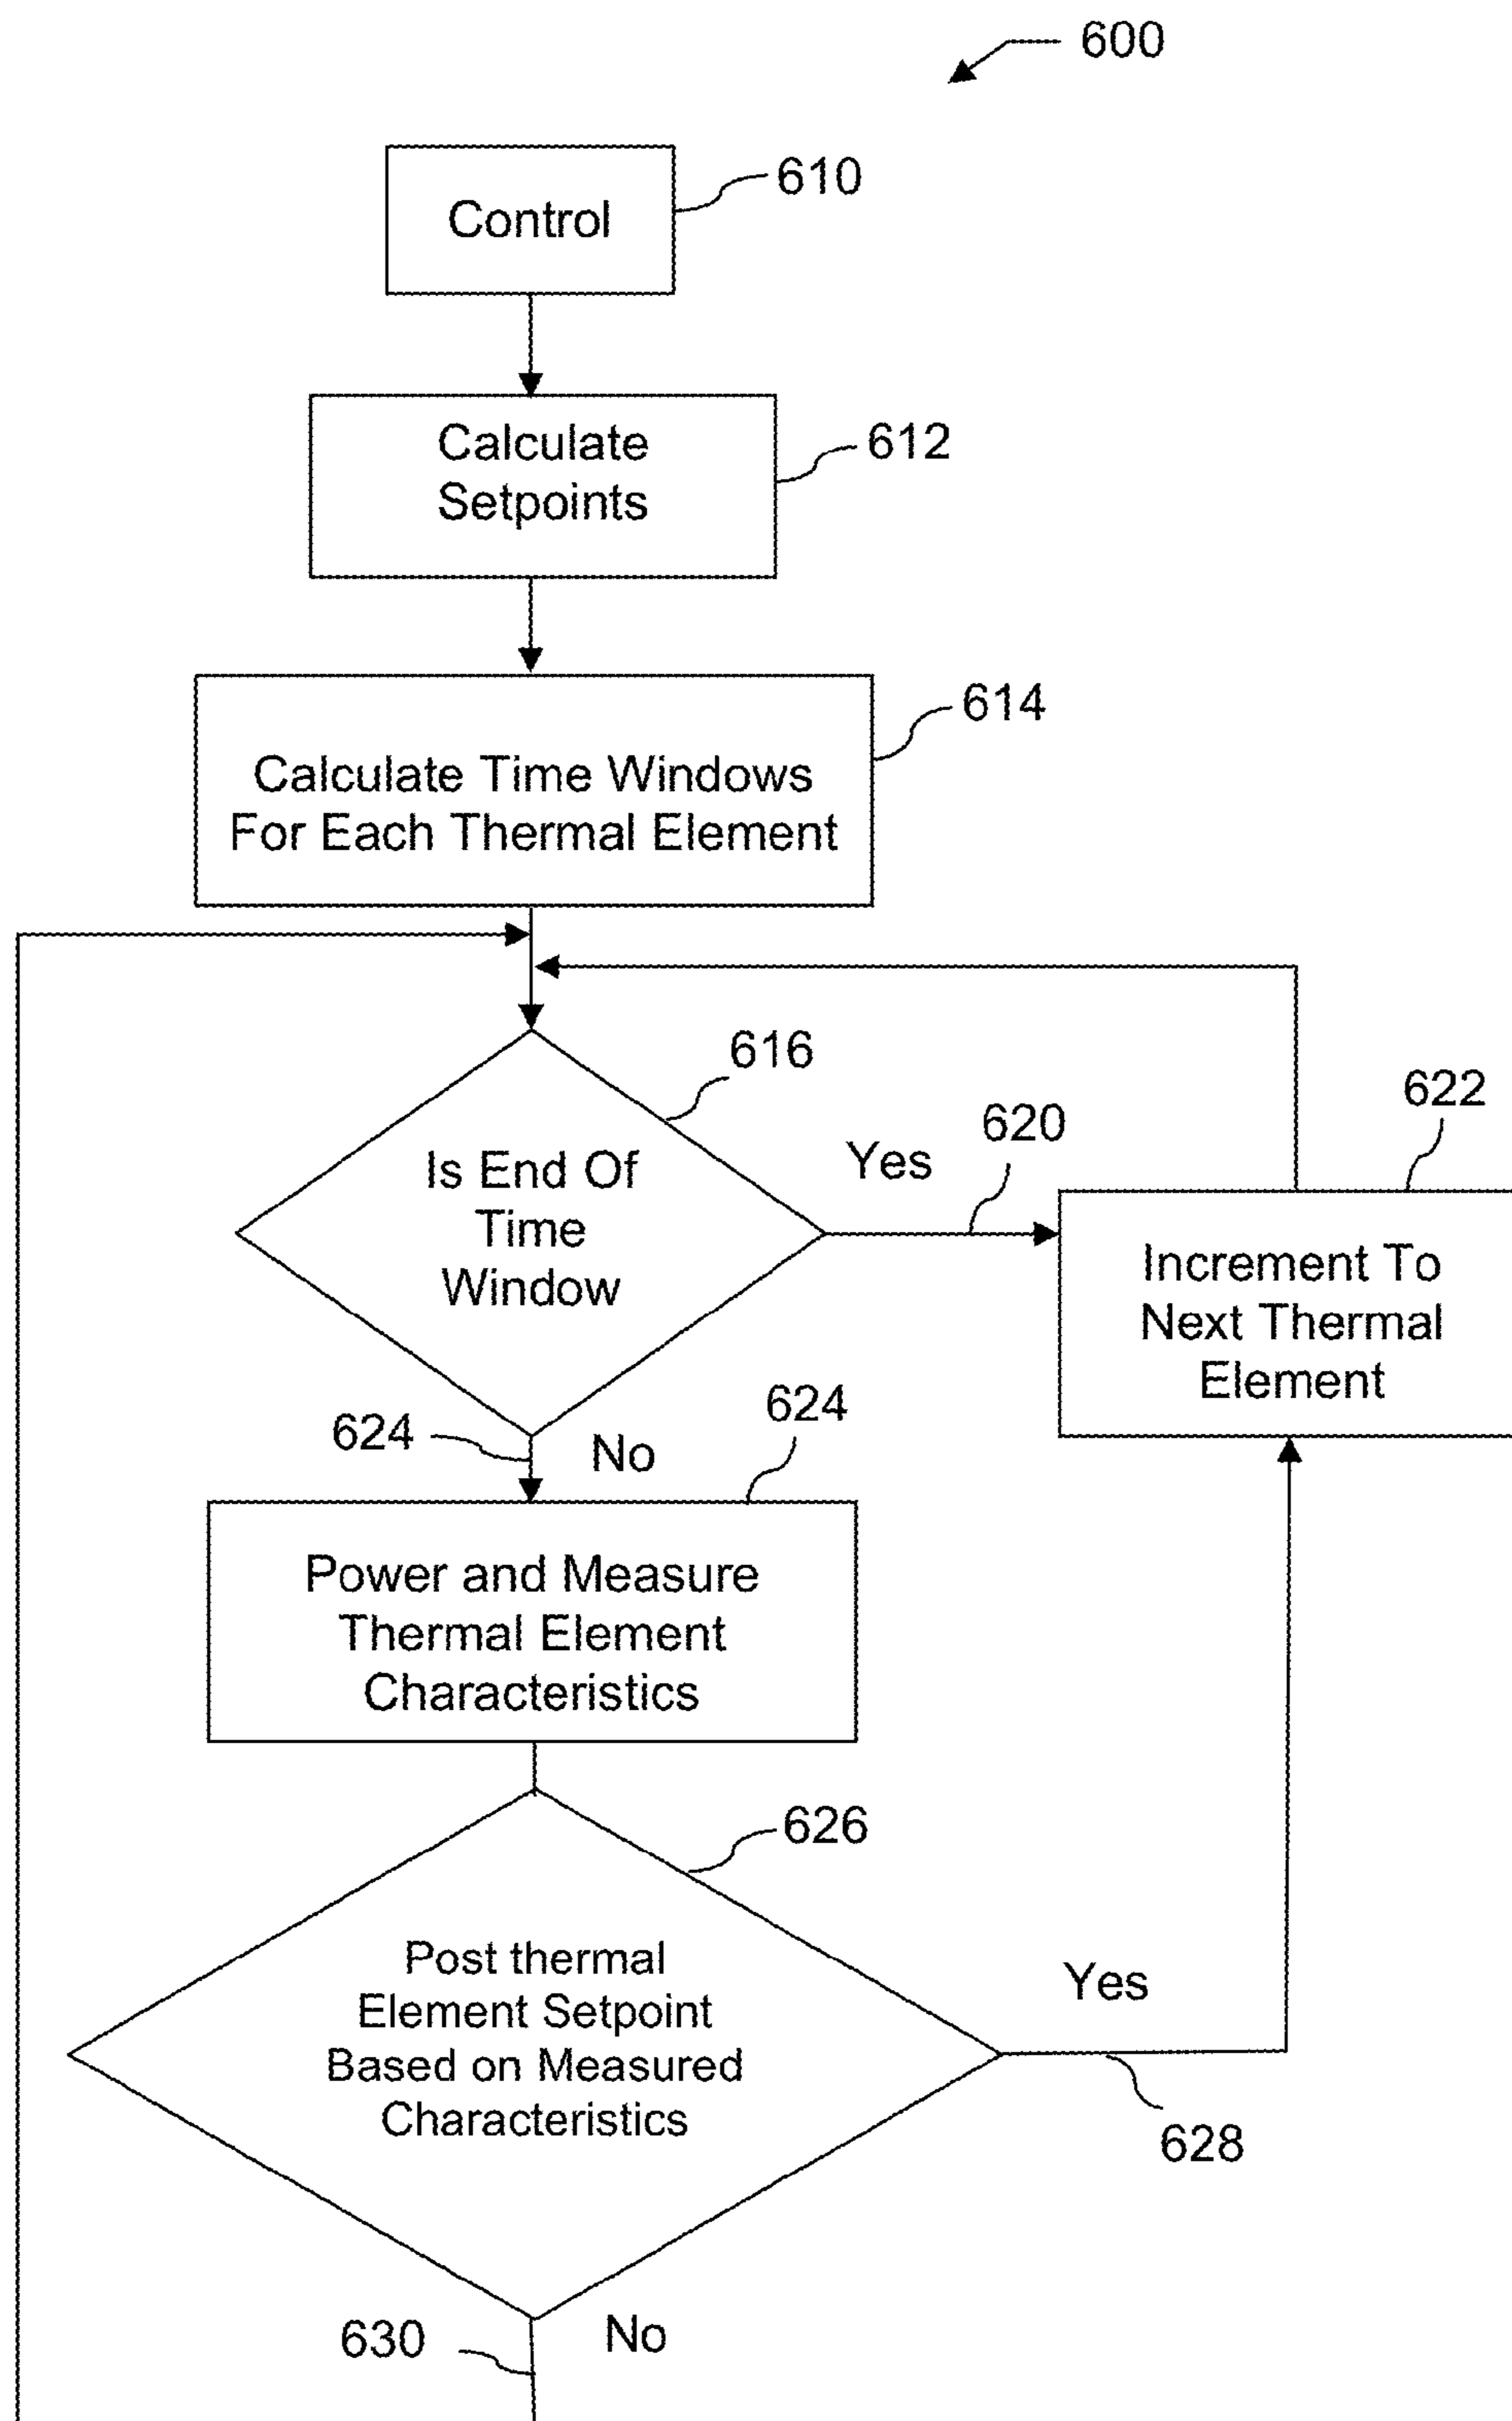 600
610
Control
612
Calculate
Setpoints
614
Calculate Time Windows
For Each Thermal Element
616
Is End Of
Time
Window
Yes
620
622
Increment To
Next Thermal
Element
624
No
624
Power and Measure
Thermal Element
Characteristics
626
Post thermal
Element Setpoint
Based on Measured
Characteristics
Yes
628
630
No